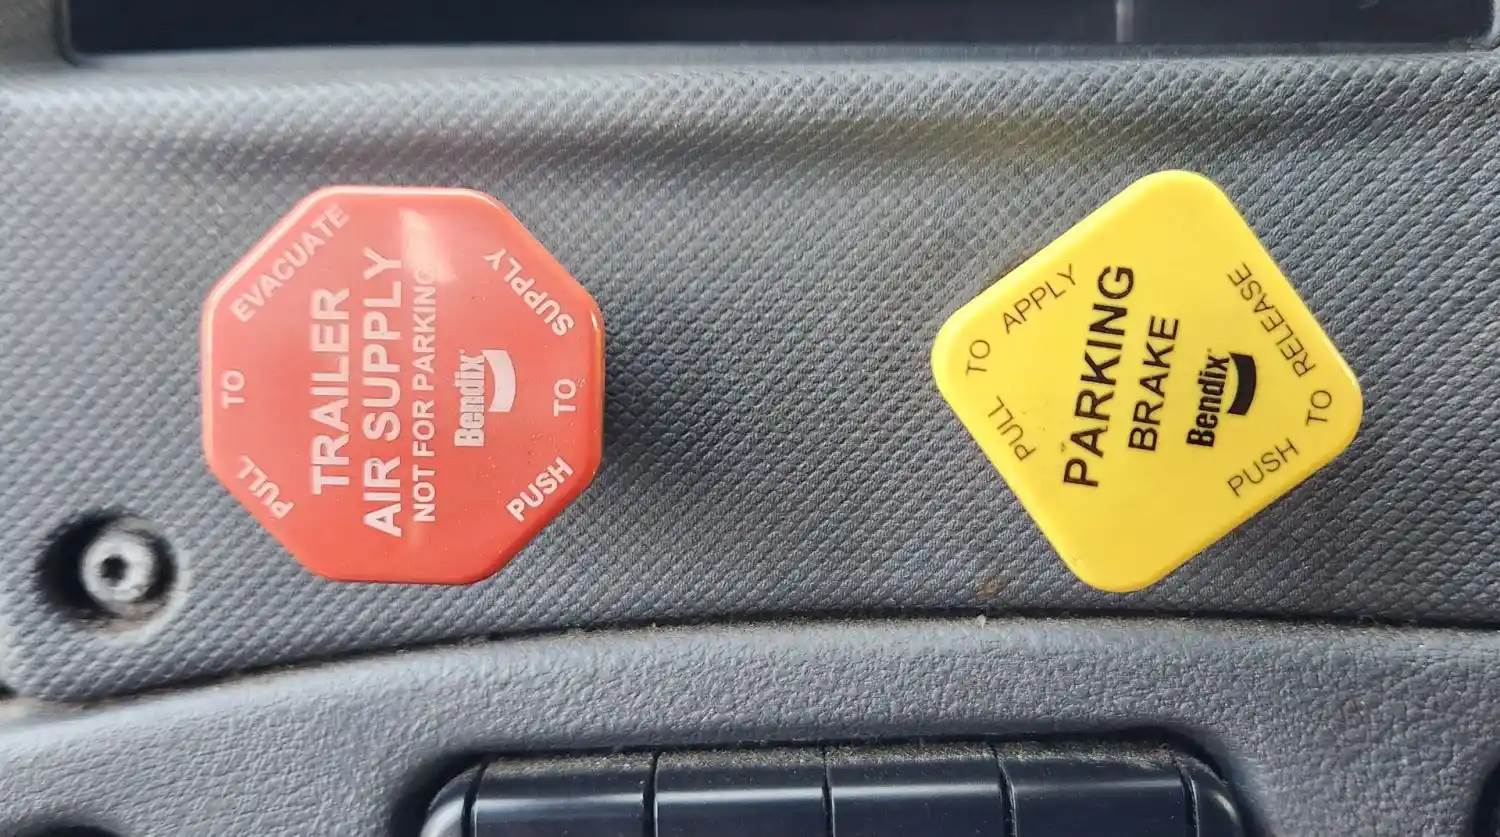 PULL TO EVACUATE
TRAILER
AIR SUPPLY
NOT FOR PARKING
Bendix
PUSH TO SUPPLY
PULL TO APPLY
PARKING
BRAKE
Bendix
PUSH TO RELEASE